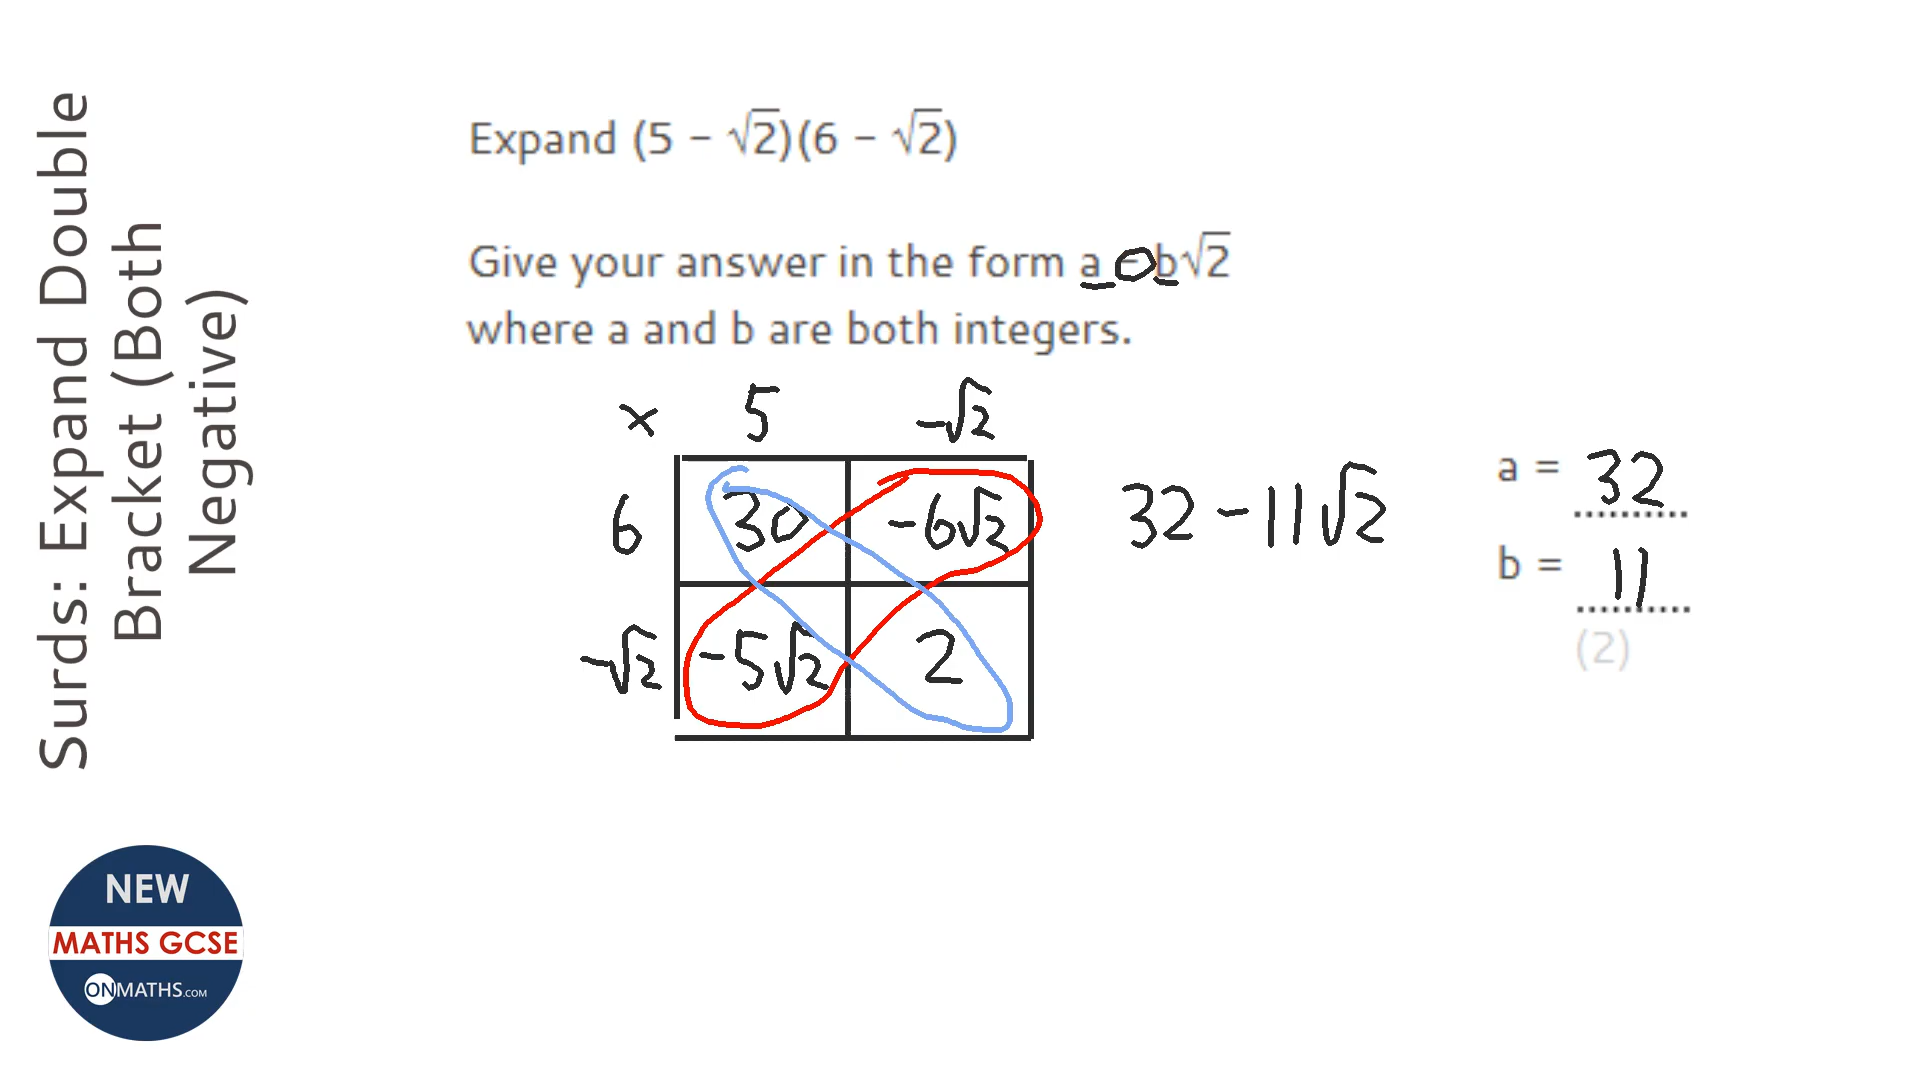 Surds: Expand Double
Bracket (Both
Negative)
Expand (5 - √2)(6 - √2)
Give your answer in the form a - b√2
where a and b are both integers.
× 5 -√2
6 30 -6√2
-√2 -5√2 2
32 - 11√2
a = 32
b = 11
(2)
NEW
MATHS GCSE
ONMATHS.COM